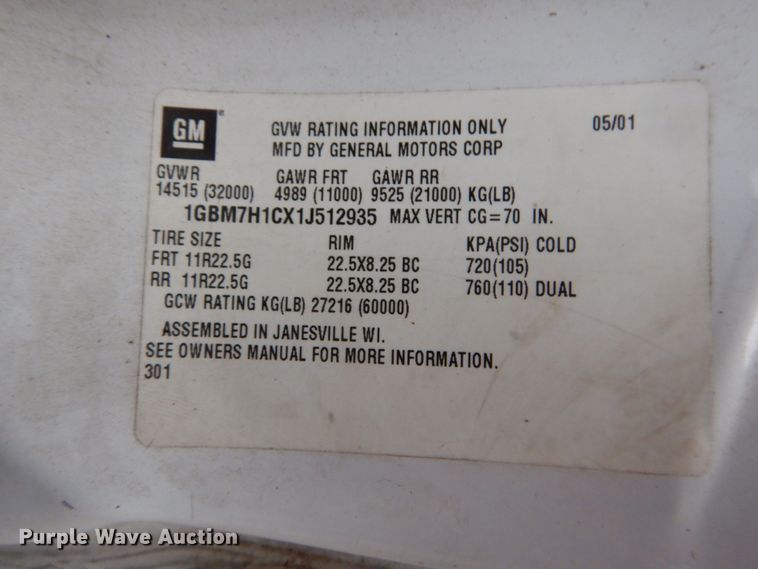 GM
GVW RATING INFORMATION ONLY 05/01
MFD BY GENERAL MOTORS CORP
GVWR GAWR FRT GAWR RR
14515 (32000) 4989 (11000) 9525 (21000) KG(LB)
1GBM7H1CX1J512935 MAX VERT CG=70 IN.
TIRE SIZE RIM KPA(PSI) COLD
FRT 11R22.5G 22.5X8.25 BC 720(105)
RR 11R22.5G 22.5X8.25 BC 760(110) DUAL
GCW RATING KG(LB) 27216 (60000)
ASSEMBLED IN JANESVILLE WI.
SEE OWNERS MANUAL FOR MORE INFORMATION.
301
Purple Wave Auction